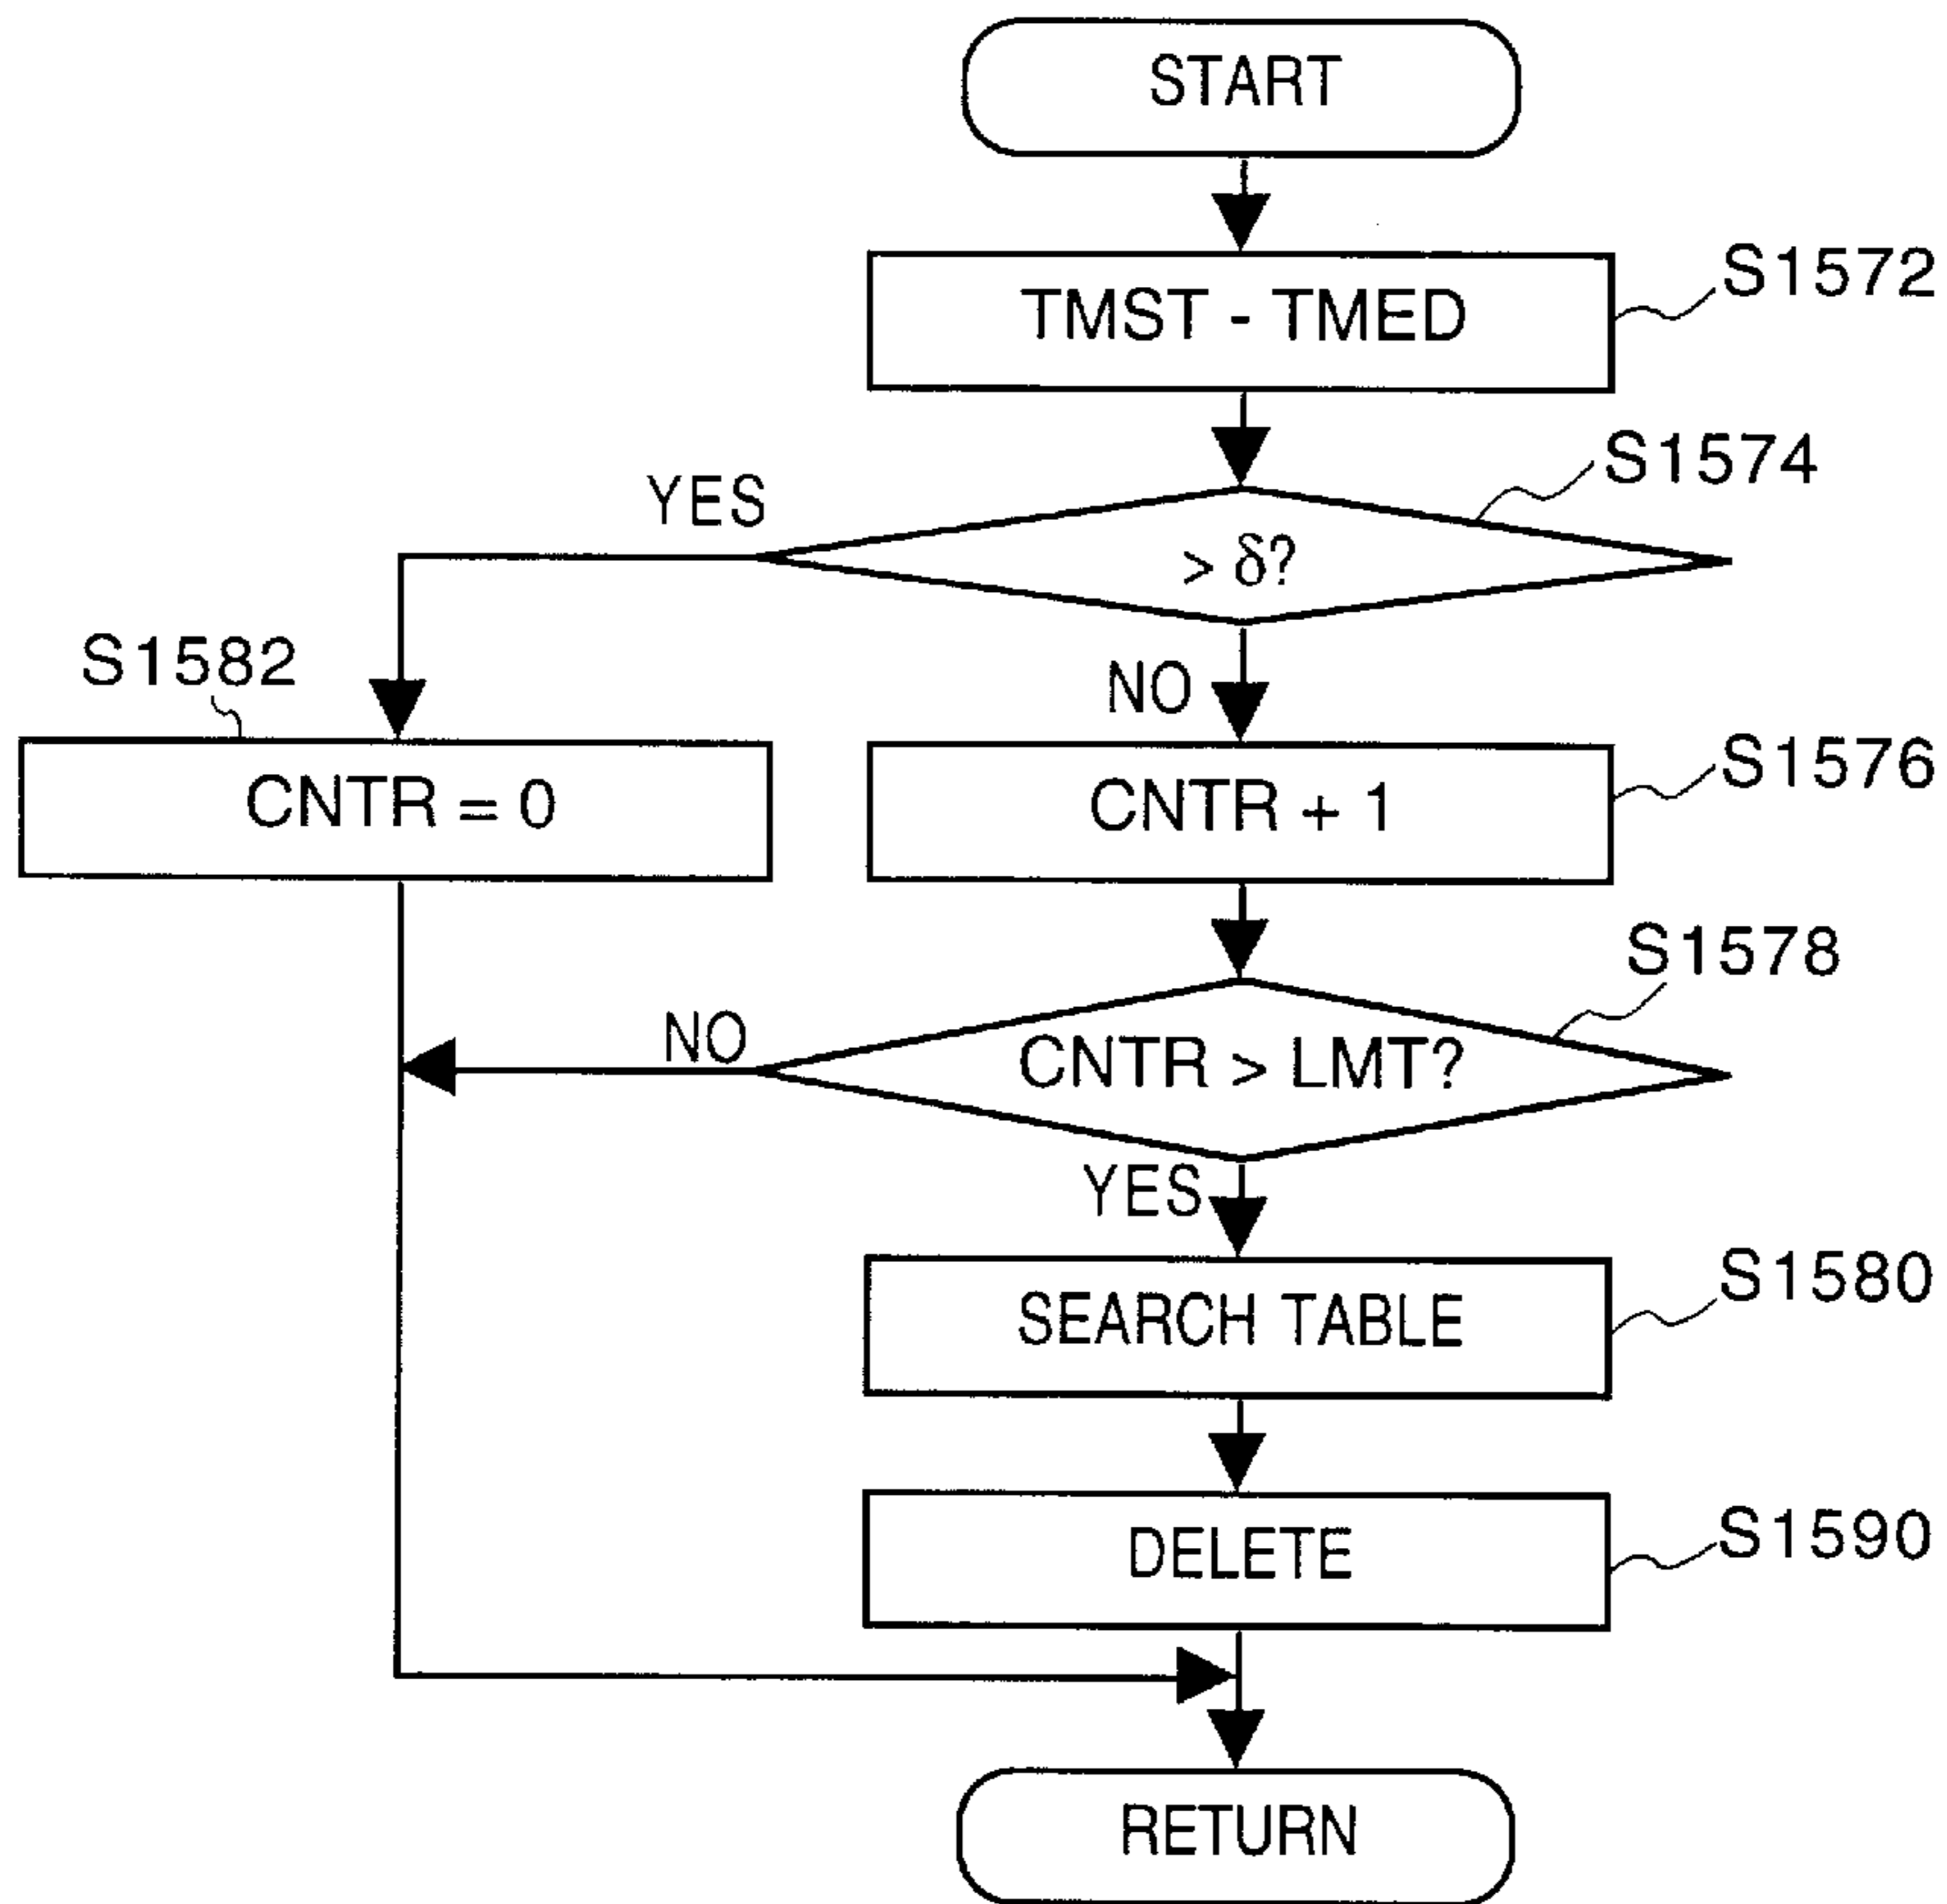 START
TMST - TMED
S1572
S1574
YES
> δ?
S1582
NO
CNTR = 0
CNTR + 1
S1576
S1578
NO
CNTR > LMT?
YES
SEARCH TABLE
S1580
DELETE
S1590
RETURN